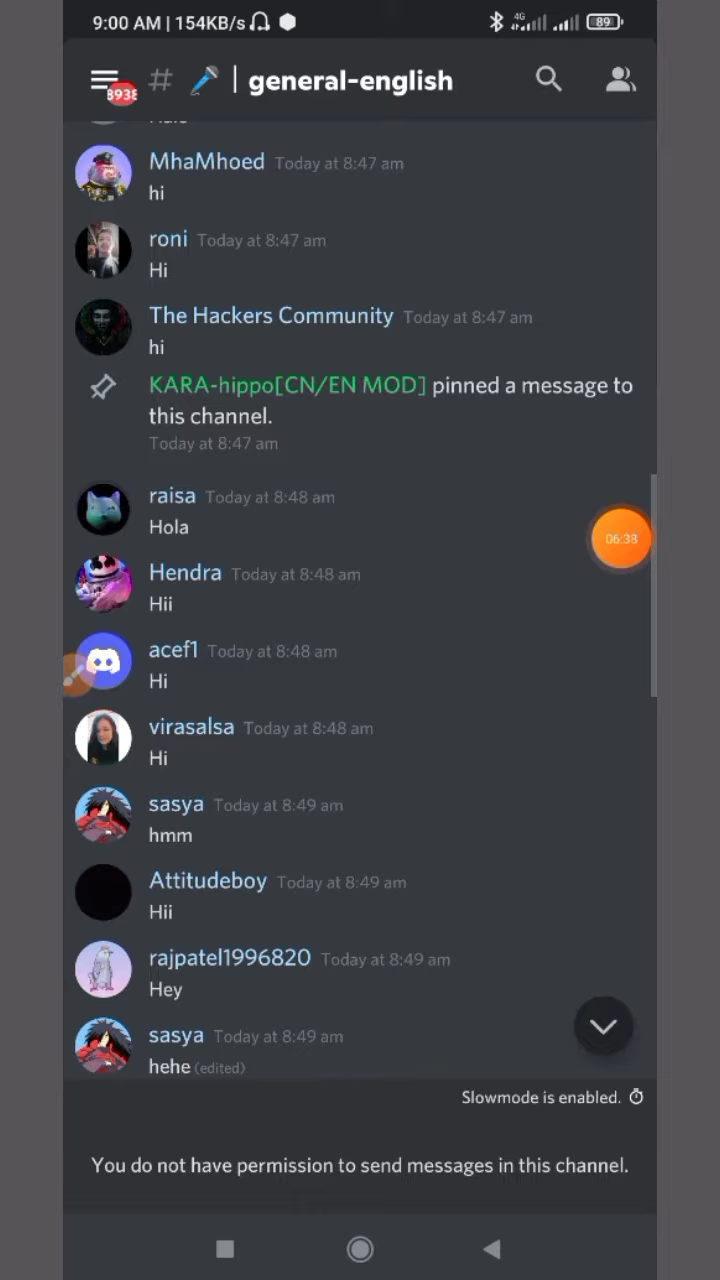 9:00 AM | 154KB/s 4G 89
8938 # | general-english
MhaMhoed Today at 8:47 am
hi
roni Today at 8:47 am
Hi
The Hackers Community Today at 8:47 am
hi
KARA-hippo[CN/EN MOD] pinned a message to
this channel.
Today at 8:47 am
raisa Today at 8:48 am
Hola
06:38
Hendra Today at 8:48 am
Hii
acef1 Today at 8:48 am
Hi
virasalsa Today at 8:48 am
Hi
sasya Today at 8:49 am
hmm
Attitudeboy Today at 8:49 am
Hii
rajpatel1996820 Today at 8:49 am
Hey
sasya Today at 8:49 am
hehe (edited)
Slowmode is enabled.
You do not have permission to send messages in this channel.